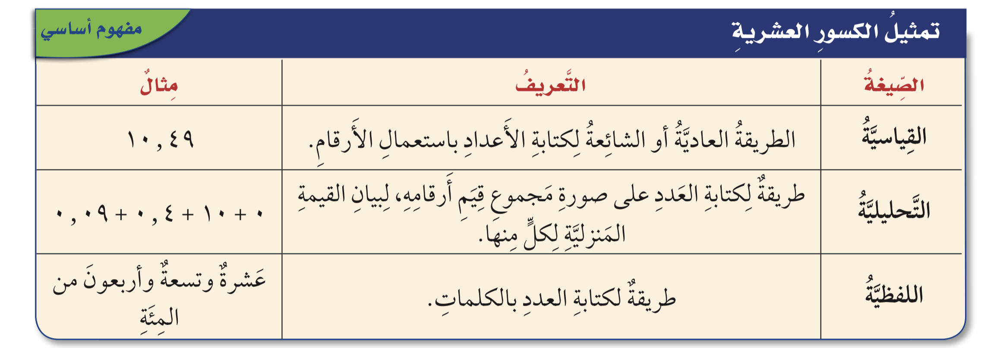 تمثيلُ الكسورِ العشريةِ
مفهوم أساسي
الصِّيغةُ
التَّعريفُ
مِثالٌ
القِياسيَّةُ
الطريقةُ العاديَّةُ أو الشائِعةُ لِكتابةِ الأَعدادِ باستعمالِ الأَرقامِ.
١٠,٤٩
التَّحليليَّةُ
طريقةٌ لِكتابةِ العَددِ على صورةِ مَجموعِ قِيَمِ أَرقامِهِ، لِبيانِ القيمةِ
المَنزليَّةِ لِكلٍّ مِنها.
٠,٠٩ + ٠,٤ + ١٠ + ٠
اللفظيَّةُ
طريقةٌ لكتابةِ العددِ بالكلماتِ.
عَشرةٌ وتسعةٌ وأربعونَ من
المِئَةِ